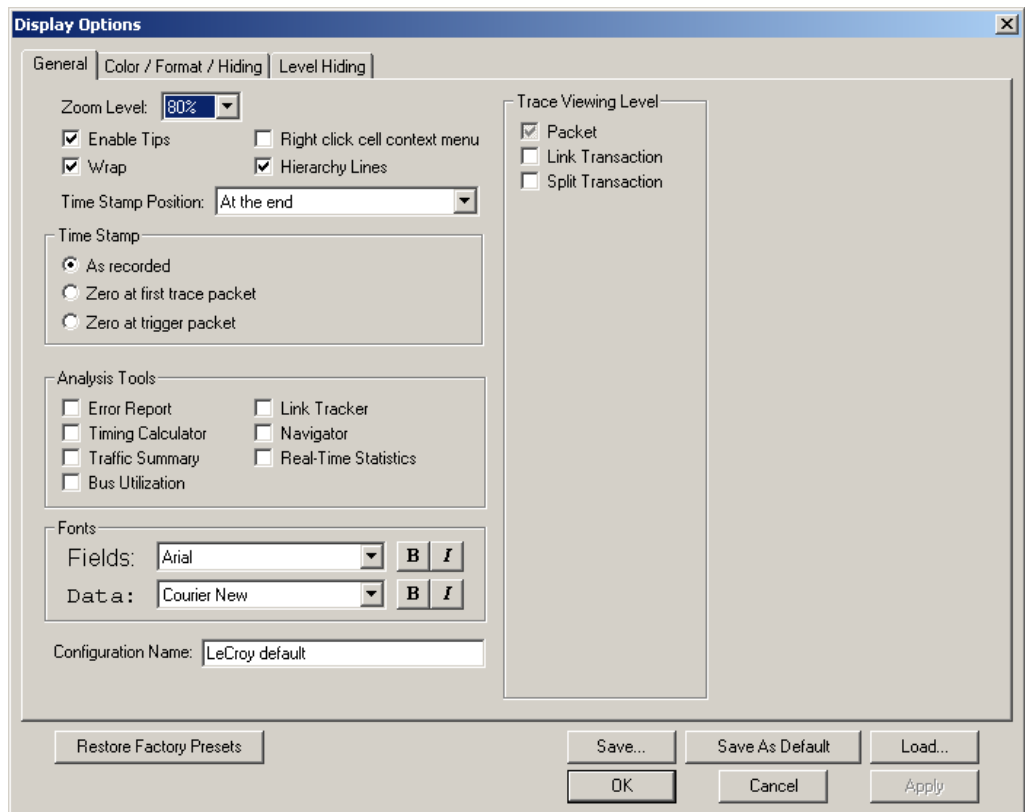 Display Options
General
Color / Format / Hiding
Level Hiding
Zoom Level: 80%
Enable Tips
Right click cell context menu
Wrap
Hierarchy Lines
Time Stamp Position: At the end
Time Stamp
As recorded
Zero at first trace packet
Zero at trigger packet
Analysis Tools
Error Report
Link Tracker
Timing Calculator
Navigator
Traffic Summary
Real-Time Statistics
Bus Utilization
Fonts
Fields: Arial B I
Data: Courier New B I
Configuration Name: LeCroy default
Trace Viewing Level
Packet
Link Transaction
Split Transaction
Restore Factory Presets
Save...
Save As Default
Load...
OK
Cancel
Apply